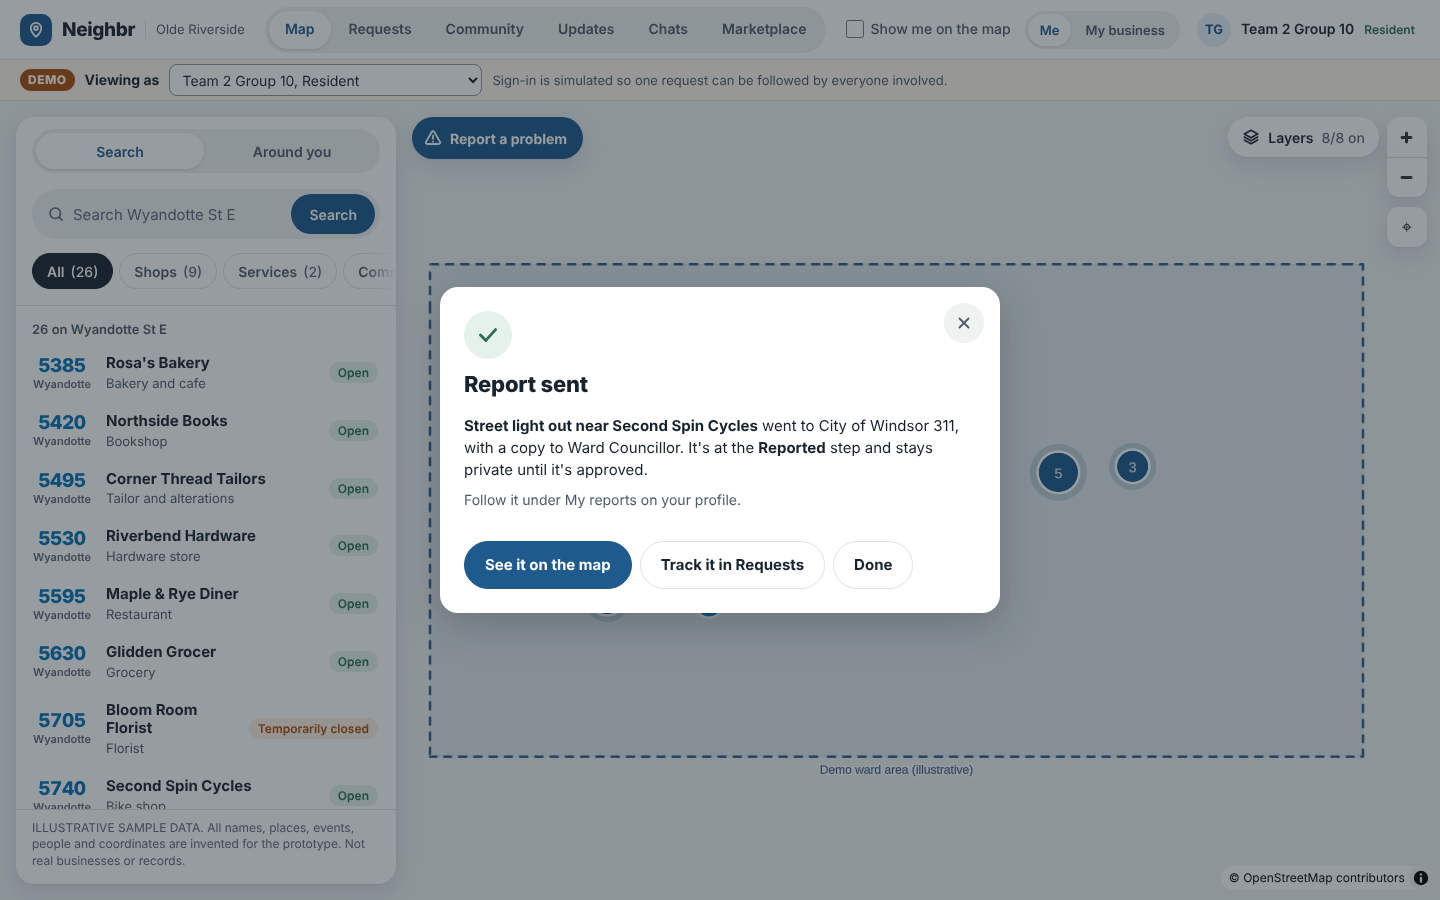 Neighbr
Olde Riverside
Map
Requests
Community
Updates
Chats
Marketplace
Show me on the map
Me
My business
TG
Team 2 Group 10
Resident
DEMO
Viewing as
Team 2 Group 10, Resident
Sign-in is simulated so one request can be followed by everyone involved.
Search
Around you
Search Wyandotte St E
Search
All (26)
Shops (9)
Services (2)
26 on Wyandotte St E
5385
Wyandotte
Rosa's Bakery
Bakery and cafe
Open
5420
Wyandotte
Northside Books
Bookshop
Open
5495
Wyandotte
Corner Thread Tailors
Tailor and alterations
Open
5530
Wyandotte
Riverbend Hardware
Hardware store
Open
5595
Wyandotte
Maple & Rye Diner
Restaurant
Open
5630
Wyandotte
Glidden Grocer
Grocery
Open
5705
Wyandotte
Bloom Room
Florist
Florist
Temporarily closed
5740
Wyandotte
Second Spin Cycles
Bike shop
Open
ILLUSTRATIVE SAMPLE DATA. All names, places, events,
people and coordinates are invented for the prototype. Not
real businesses or records.
Report a problem
Layers 8/8 on
+
−
Report sent
Street light out near Second Spin Cycles went to City of Windsor 311,
with a copy to Ward Councillor. It's at the Reported step and stays
private until it's approved.
Follow it under My reports on your profile.
See it on the map
Track it in Requests
Done
5
3
Demo ward area (illustrative)
© OpenStreetMap contributors